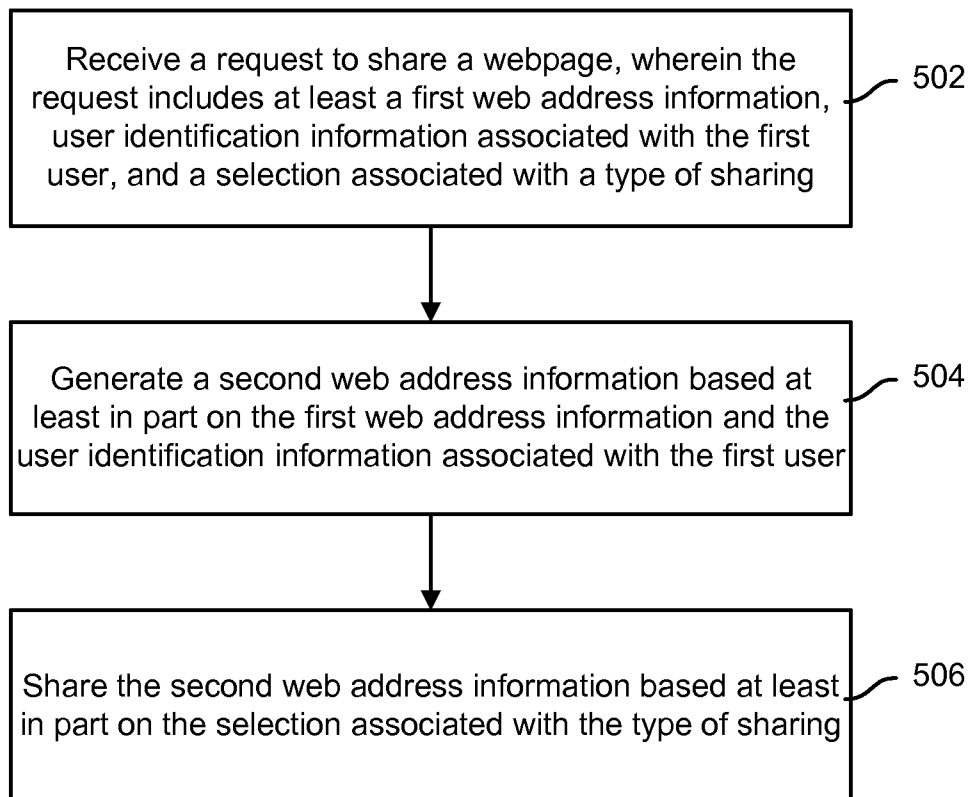 Receive a request to share a webpage, wherein the
request includes at least a first web address information,
user identification information associated with the first
user, and a selection associated with a type of sharing
502
Generate a second web address information based at
least in part on the first web address information and the
user identification information associated with the first user
504
Share the second web address information based at least
in part on the selection associated with the type of sharing
506